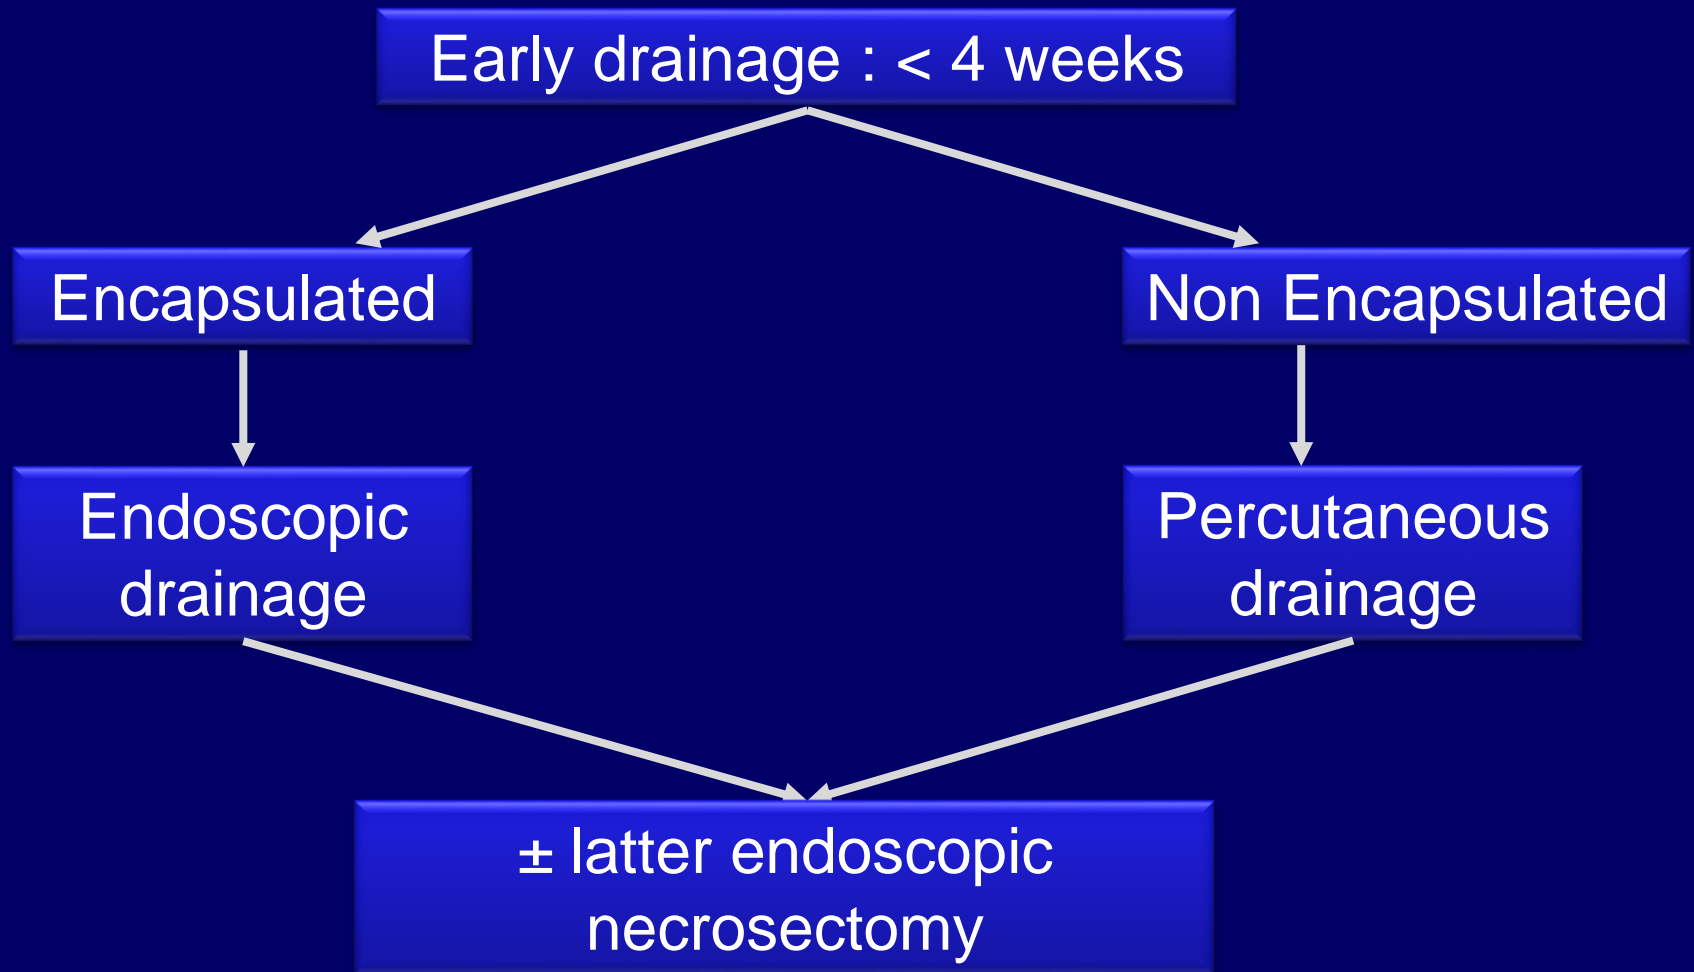 Early drainage : < 4 weeks
Encapsulated
Non Encapsulated
Endoscopic
drainage
Percutaneous
drainage
± latter endoscopic
necrosectomy